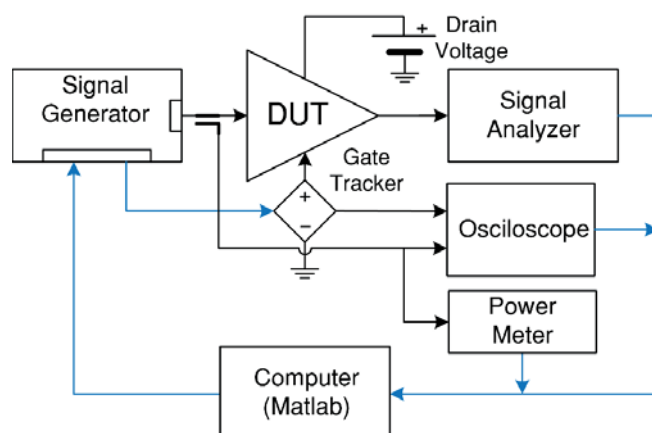 Signal
Generator
DUT
+
Drain
Voltage
Signal
Analyzer
Gate
Tracker
+
−
Osciloscope
Power
Meter
Computer
(Matlab)